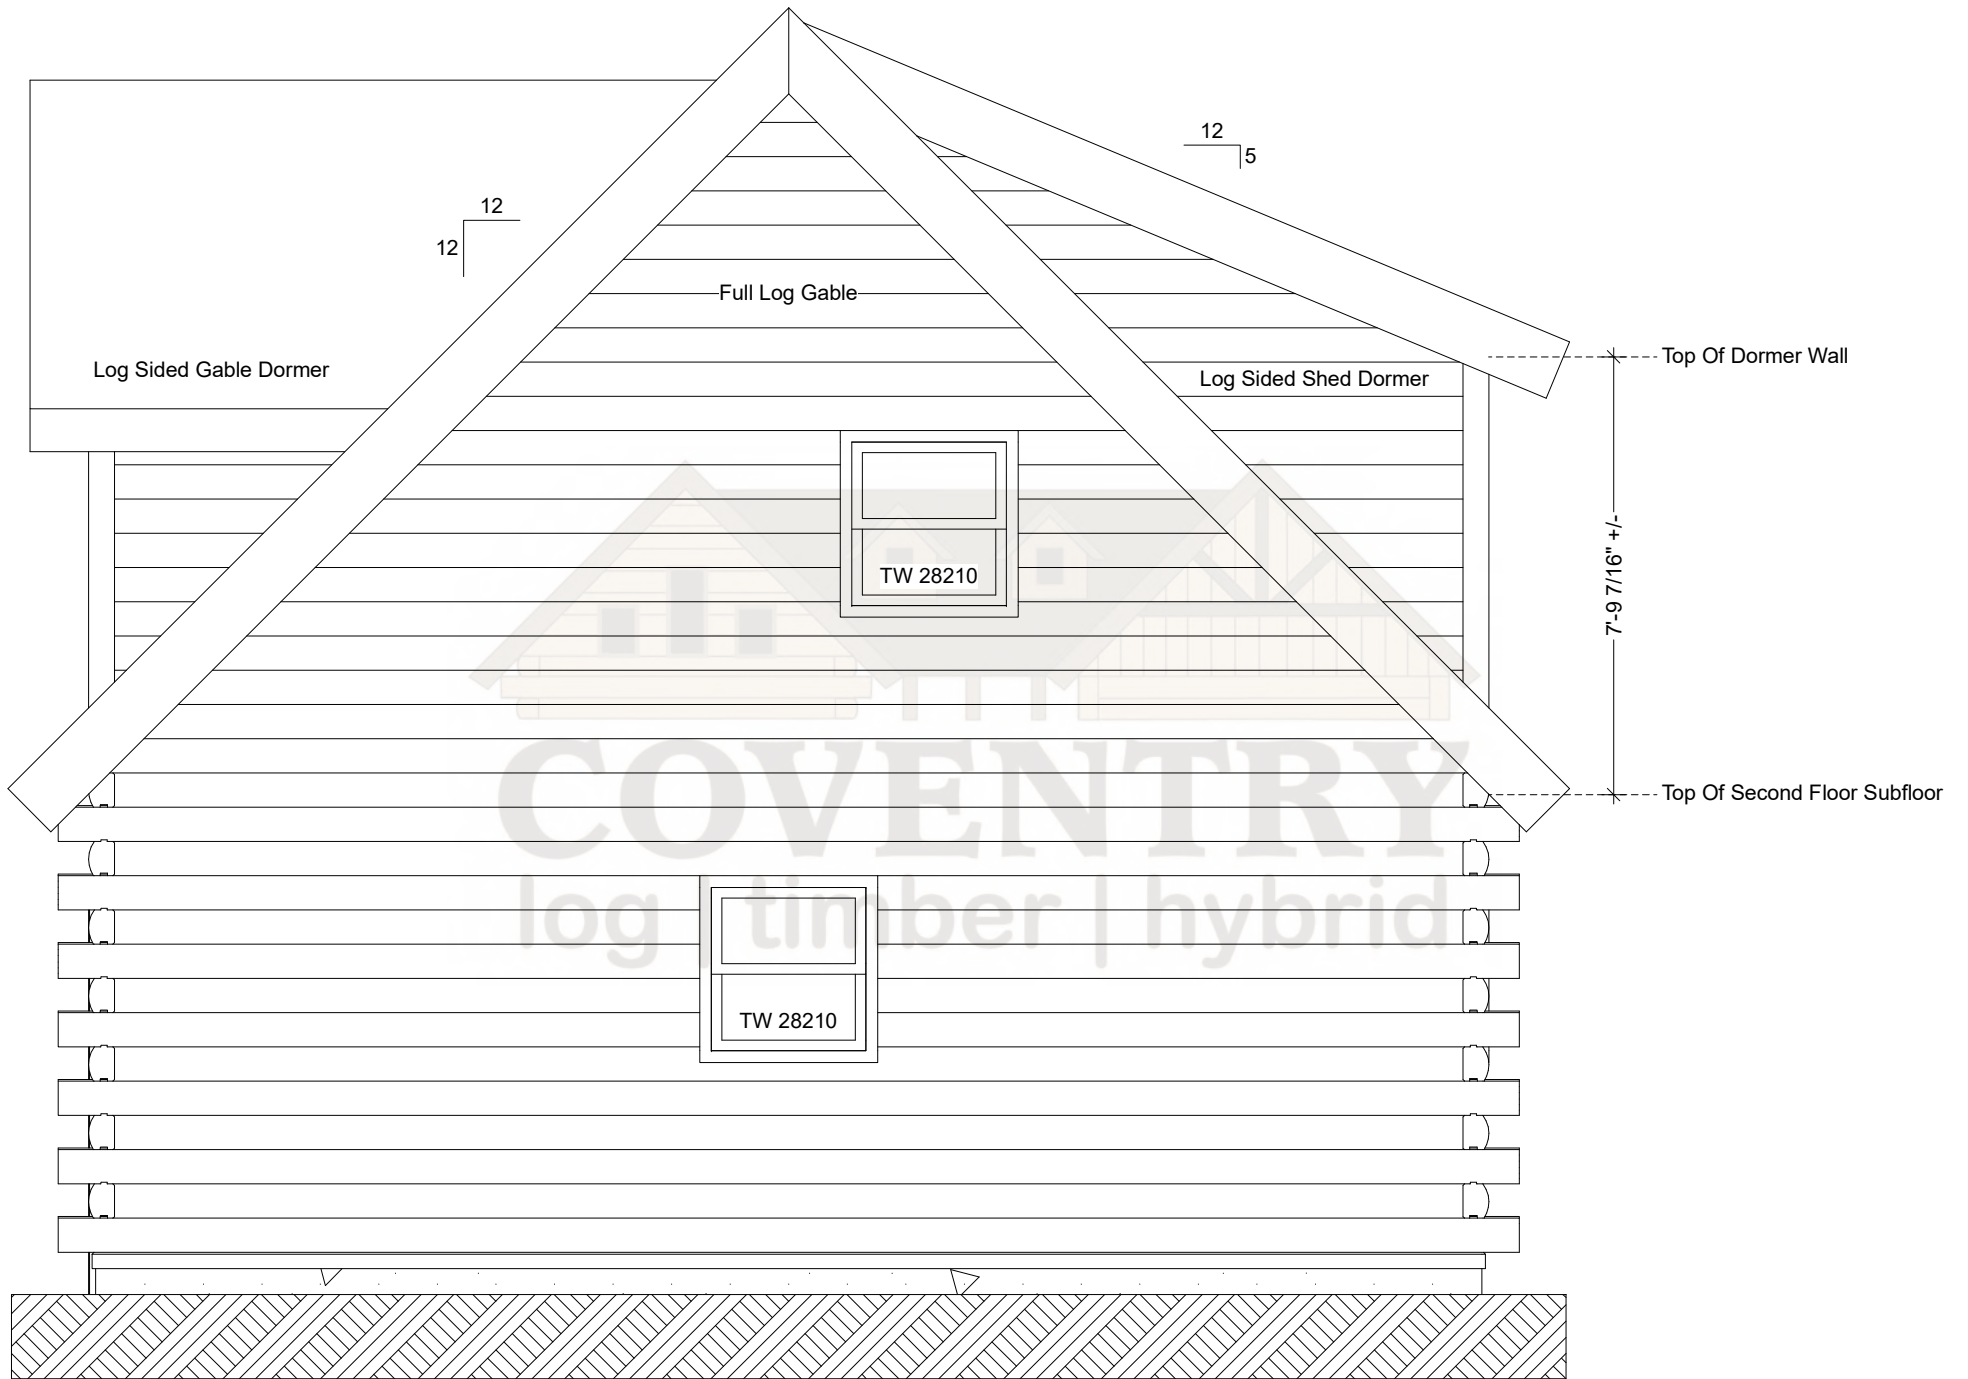 12
5
12
12
Full Log Gable
Top Of Dormer Wall
Log Sided Gable Dormer
Log Sided Shed Dormer
TW 28210
7'-9 7/16" +/-
Top Of Second Floor Subfloor
COVENTRY
log | timber | hybrid
TW 28210